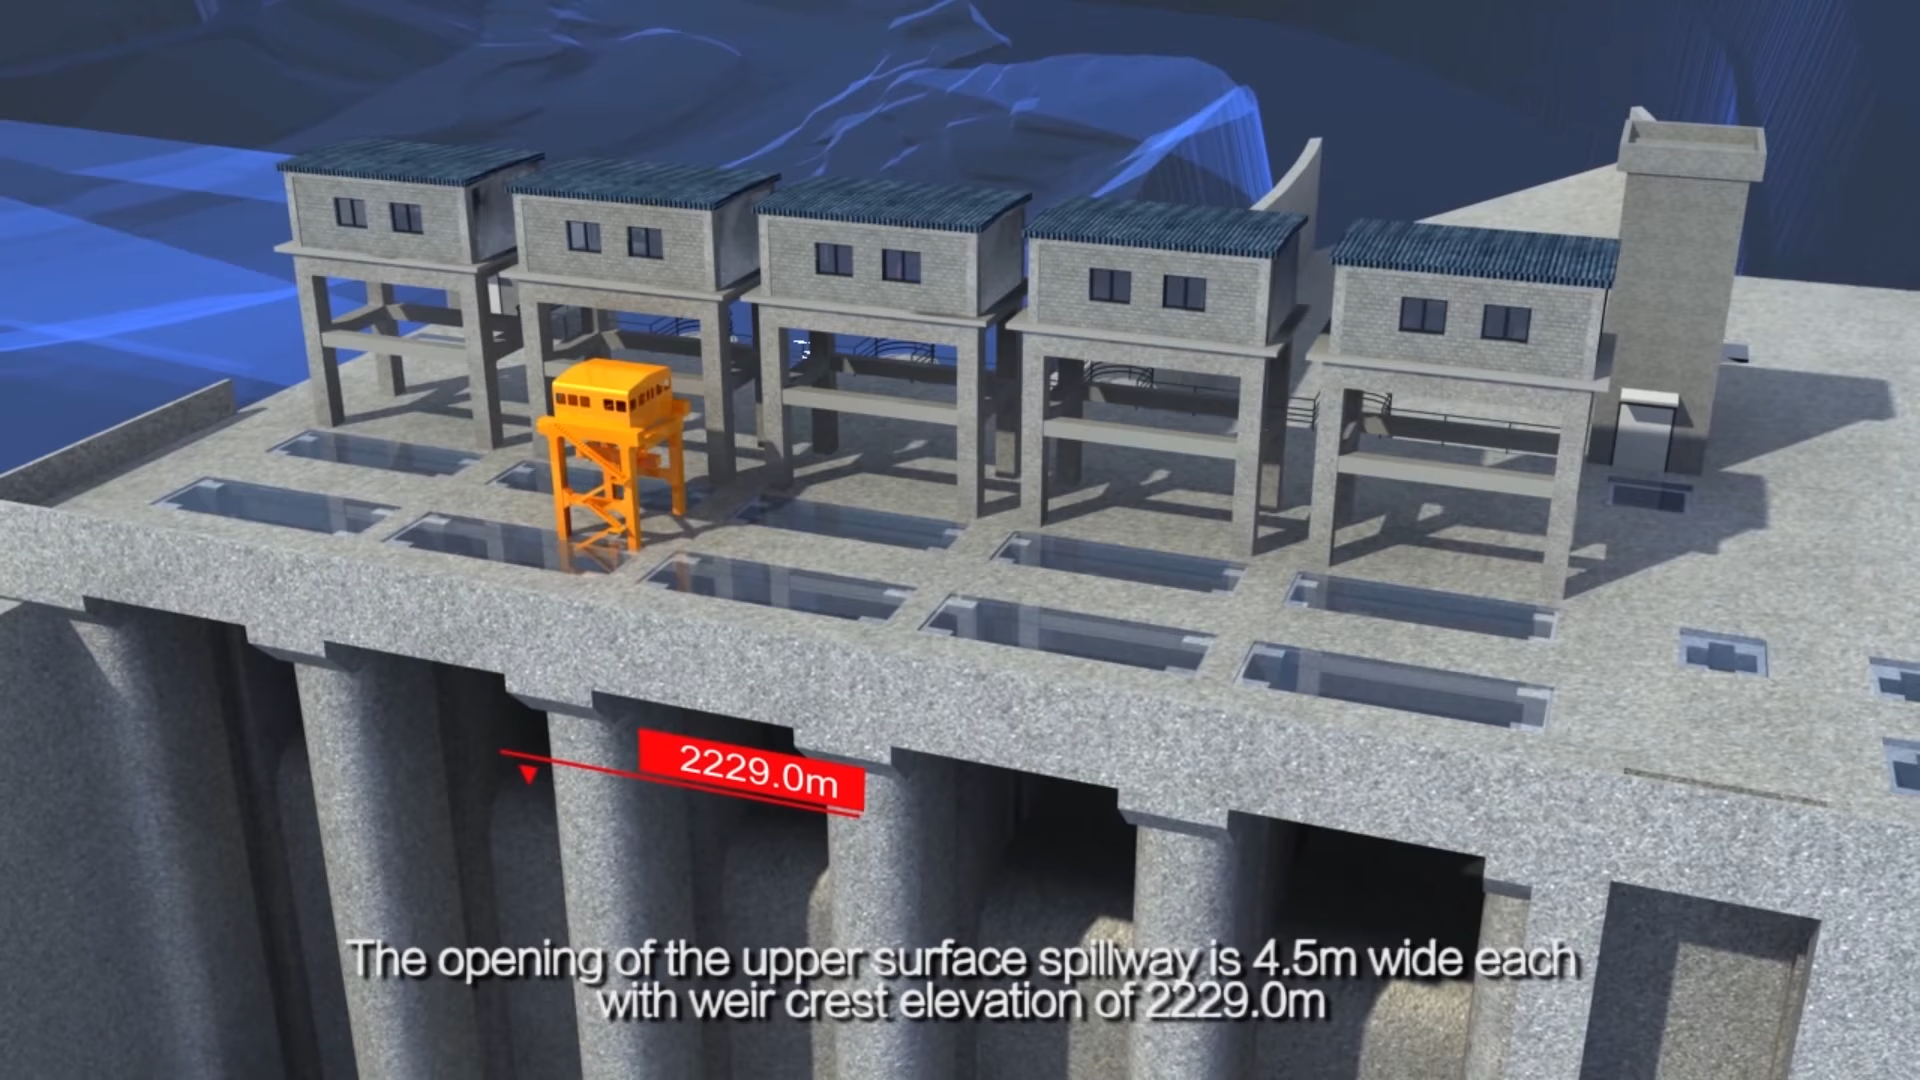 2229.0m
The opening of the upper surface spillway is 4.5m wide each
with weir crest elevation of 2229.0m